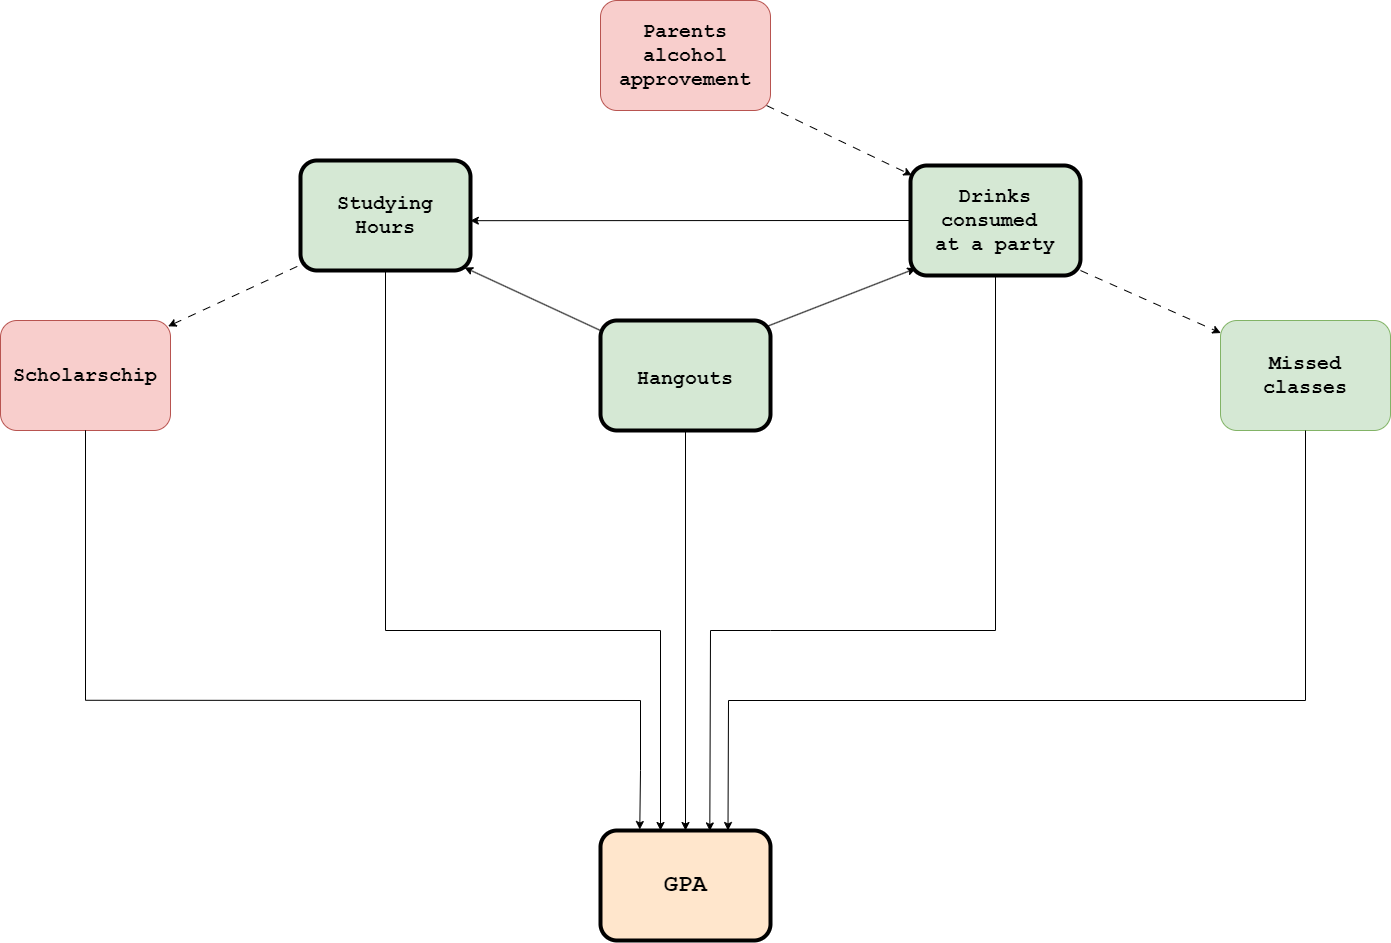 Parents
alcohol
approvement
Studying
Hours
Drinks
consumed
at a party
Scholarschip
Hangouts
Missed
classes
GPA